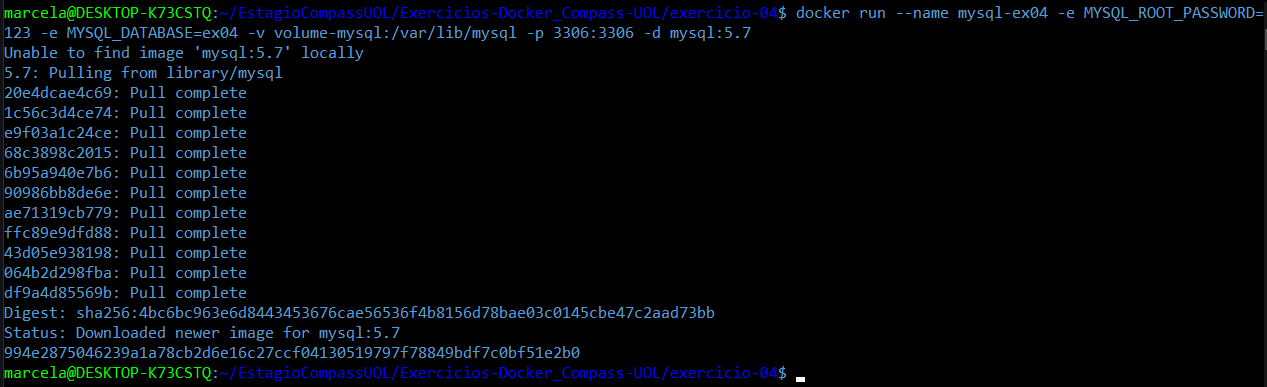 marcela@DESKTOP-K73CSTQ:~/EstagioCompassUOL/Exercicios-Docker_Compass-UOL/exercicio-04$ docker run --name mysql-ex04 -e MYSQL_ROOT_PASSWORD=
123 -e MYSQL_DATABASE=ex04 -v volume-mysql:/var/lib/mysql -p 3306:3306 -d mysql:5.7
Unable to find image 'mysql:5.7' locally
5.7: Pulling from library/mysql
20e4dcae4c69: Pull complete
1c56c3d4ce74: Pull complete
e9f03a1c24ce: Pull complete
68c3898c2015: Pull complete
6b95a940e7b6: Pull complete
90986bb8de6e: Pull complete
ae71319cb779: Pull complete
ffc89e9dfd88: Pull complete
43d05e938198: Pull complete
064b2d298fba: Pull complete
df9a4d85569b: Pull complete
Digest: sha256:4bc6bc963e6d8443453676cae56536f4b8156d78bae03c0145cbe47c2aad73bb
Status: Downloaded newer image for mysql:5.7
994e2875046239a1a78cb2d6e16c27ccf04130519797f78849bdf7c0bf51e2b0
marcela@DESKTOP-K73CSTQ:~/EstagioCompassUOL/Exercicios-Docker_Compass-UOL/exercicio-04$